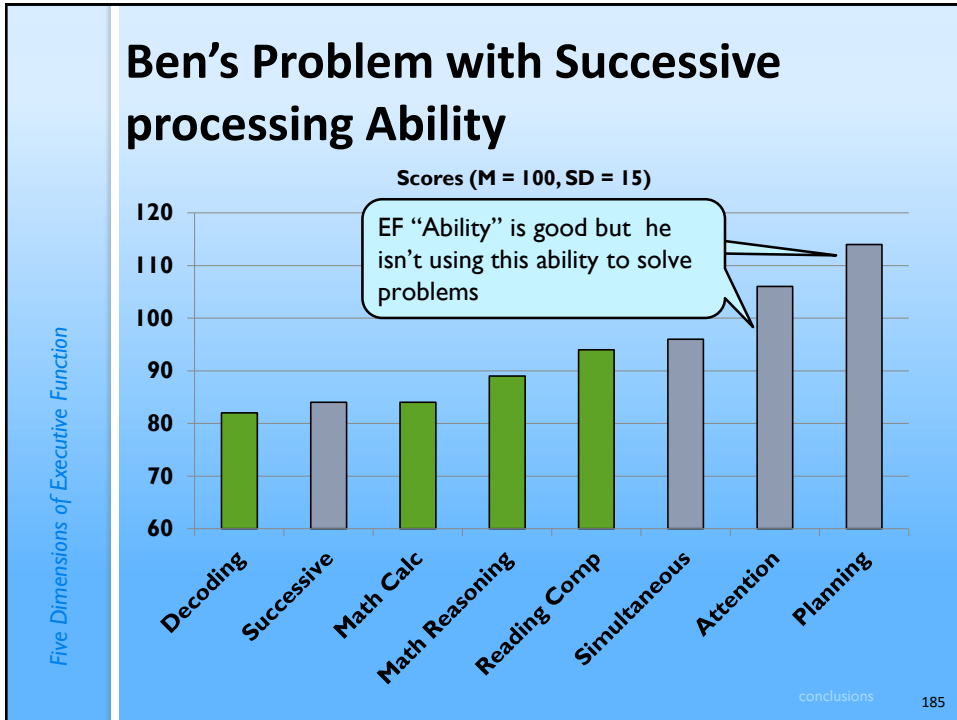 Ben’s Problem with Successive
processing Ability
Scores (M = 100, SD = 15)
EF “Ability” is good but he
isn’t using this ability to solve
problems
120
110
100
90
80
70
60
Decoding
Successive
Math Calc
Math Reasoning
Reading Comp
Simultaneous
Attention
Planning
Five Dimensions of Executive Function
conclusions
185